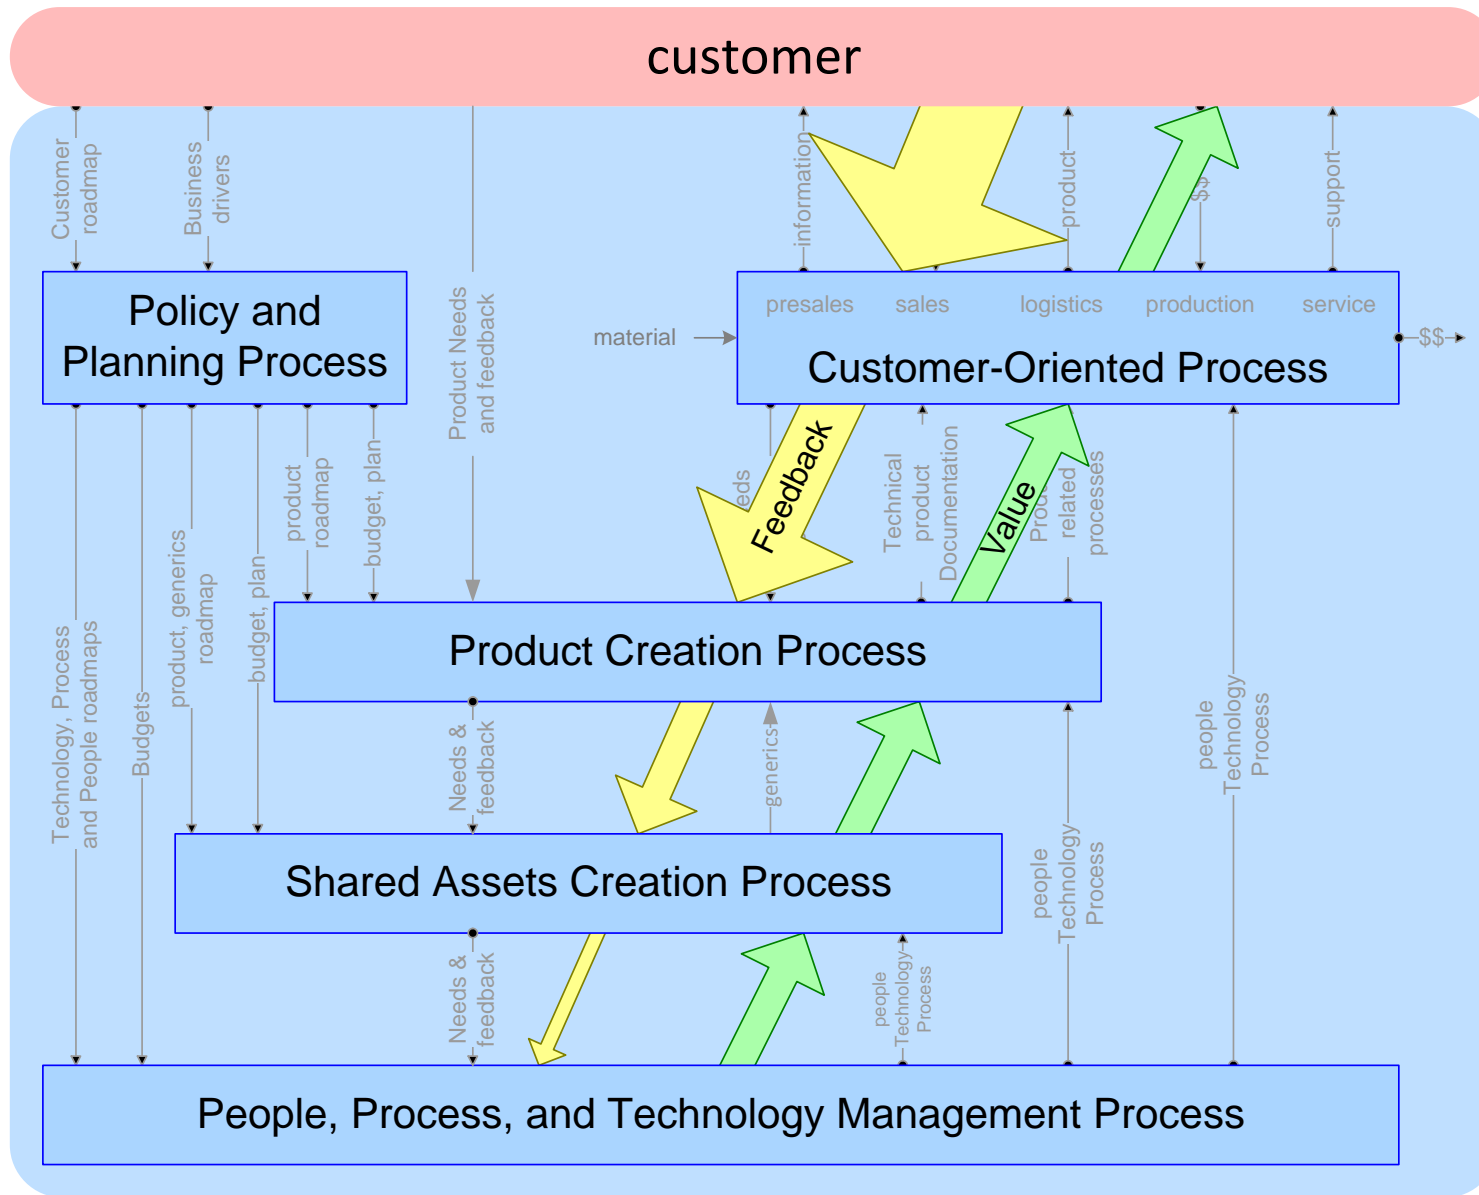 customer
Customer
roadmap
Business
drivers
information
product
$$
support
Policy and
Planning Process
Product Needs
and feedback
material
presales
sales
logistics
production
service
Customer-Oriented Process
$$
Technology, Process
and People roadmaps
Budgets
product, generics
roadmap
budget, plan
product
roadmap
budget, plan
Feedback
Technical
product
Documentation
Value
related
processes
Product Creation Process
Needs &
feedback
generics
people
Technology
Process
people
Technology
Process
Shared Assets Creation Process
Needs &
feedback
people
Technology
Process
People, Process, and Technology Management Process